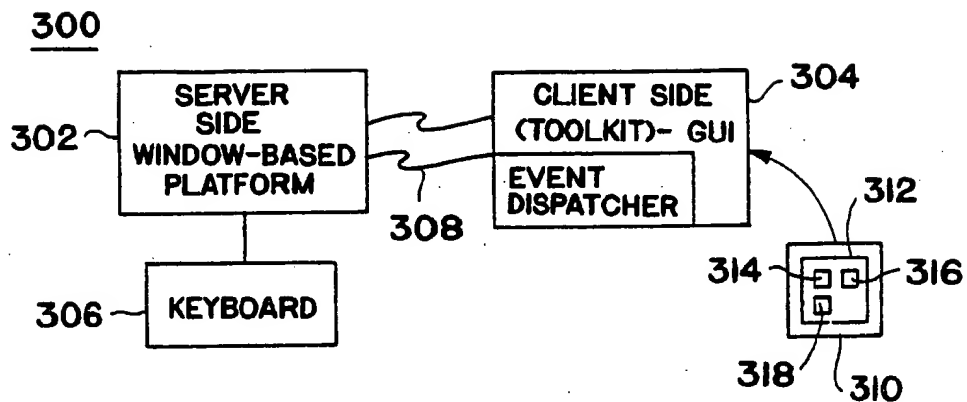 300
SERVER
SIDE
WINDOW-BASED
PLATFORM
302
CLIENT SIDE
(TOOLKIT)- GUI
304
EVENT
DISPATCHER
308
312
KEYBOARD
306
314
316
318
310